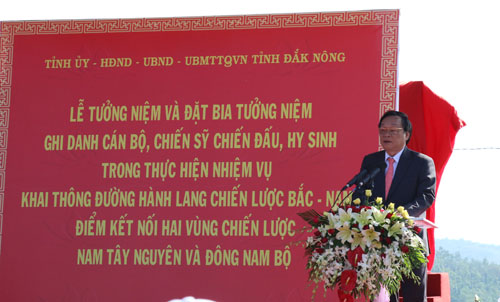 TỈNH ỦY - HĐND - UBND - UBMTTQVN TỈNH ĐẮK NÔNG
LỄ TƯỞNG NIỆM VÀ ĐẶT BIA TƯỞNG NIỆM
GHI DANH CÁN BỘ, CHIẾN SỸ CHIẾN ĐẤU, HY SINH
TRONG THỰC HIỆN NHIỆM VỤ
KHAI THÔNG ĐƯỜNG HÀNH LANG CHIẾN LƯỢC BẮC - NA
ĐIỂM KẾT NỐI HAI VÙNG CHIẾN LƯỢC
NAM TÂY NGUYÊN VÀ ĐÔNG NAM BỘ